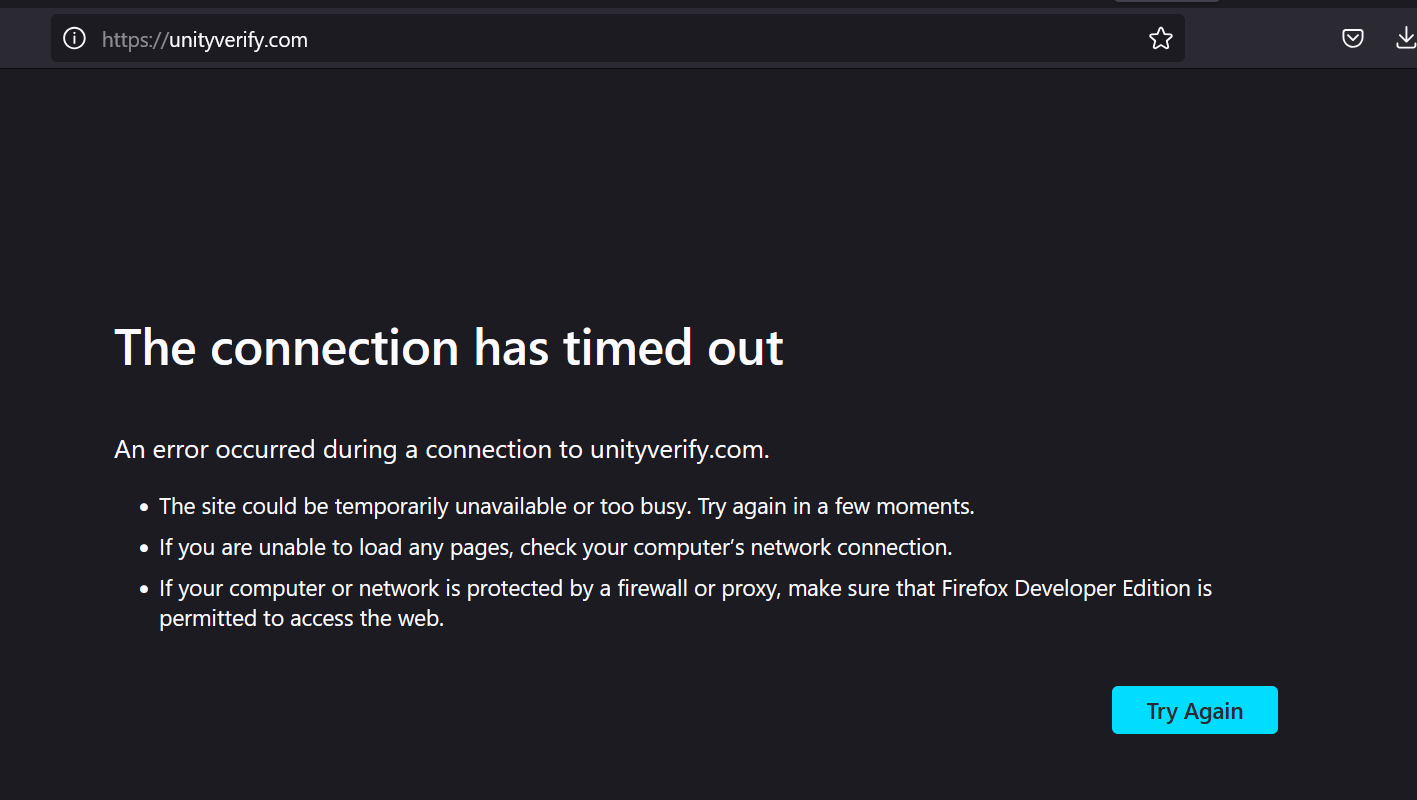 https://unityverify.com
The connection has timed out
An error occurred during a connection to unityverify.com.
• The site could be temporarily unavailable or too busy. Try again in a few moments.
• If you are unable to load any pages, check your computer’s network connection.
• If your computer or network is protected by a firewall or proxy, make sure that Firefox Developer Edition is
permitted to access the web.
Try Again